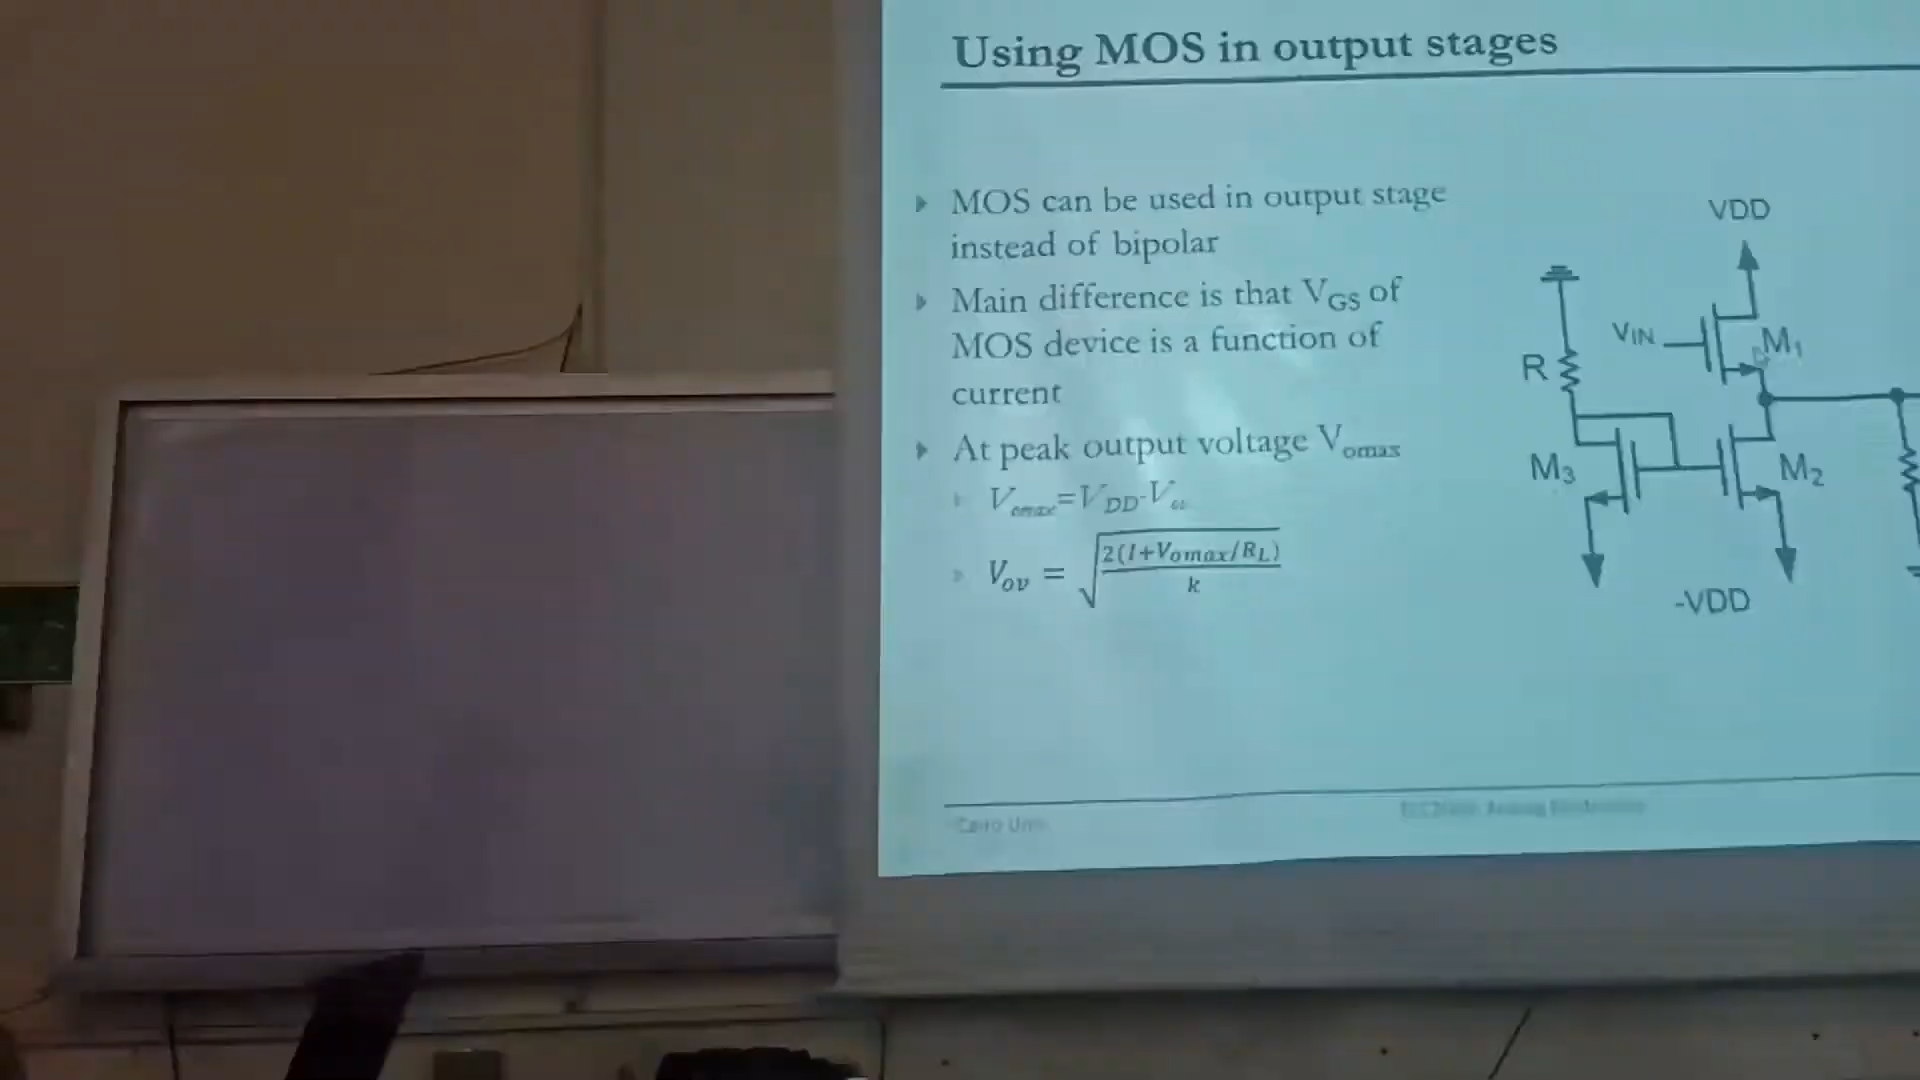 Using MOS in output stages
MOS can be used in output stage
instead of bipolar
Main difference is that VGS of
MOS device is a function of
current
At peak output voltage Vomax
Vomax=VDD-Vov
Vov = √(2(I+Vomax/RL)/k)
VDD
VIN
M1
R
M3
M2
-VDD
Cairo Univ.
Analog Electronics